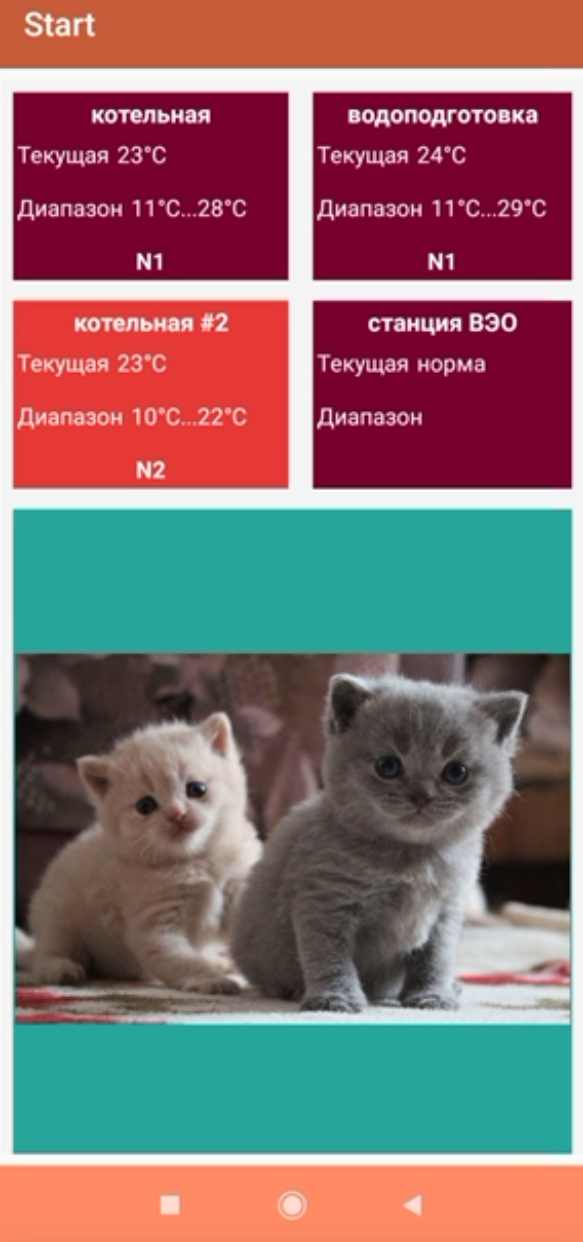 Start
котельная
Текущая 23°C
Диапазон 11°C...28°C
N1
водоподготовка
Текущая 24°C
Диапазон 11°C...29°C
N1
котельная #2
Текущая 23°C
Диапазон 10°C...22°C
N2
станция ВЭО
Текущая норма
Диапазон